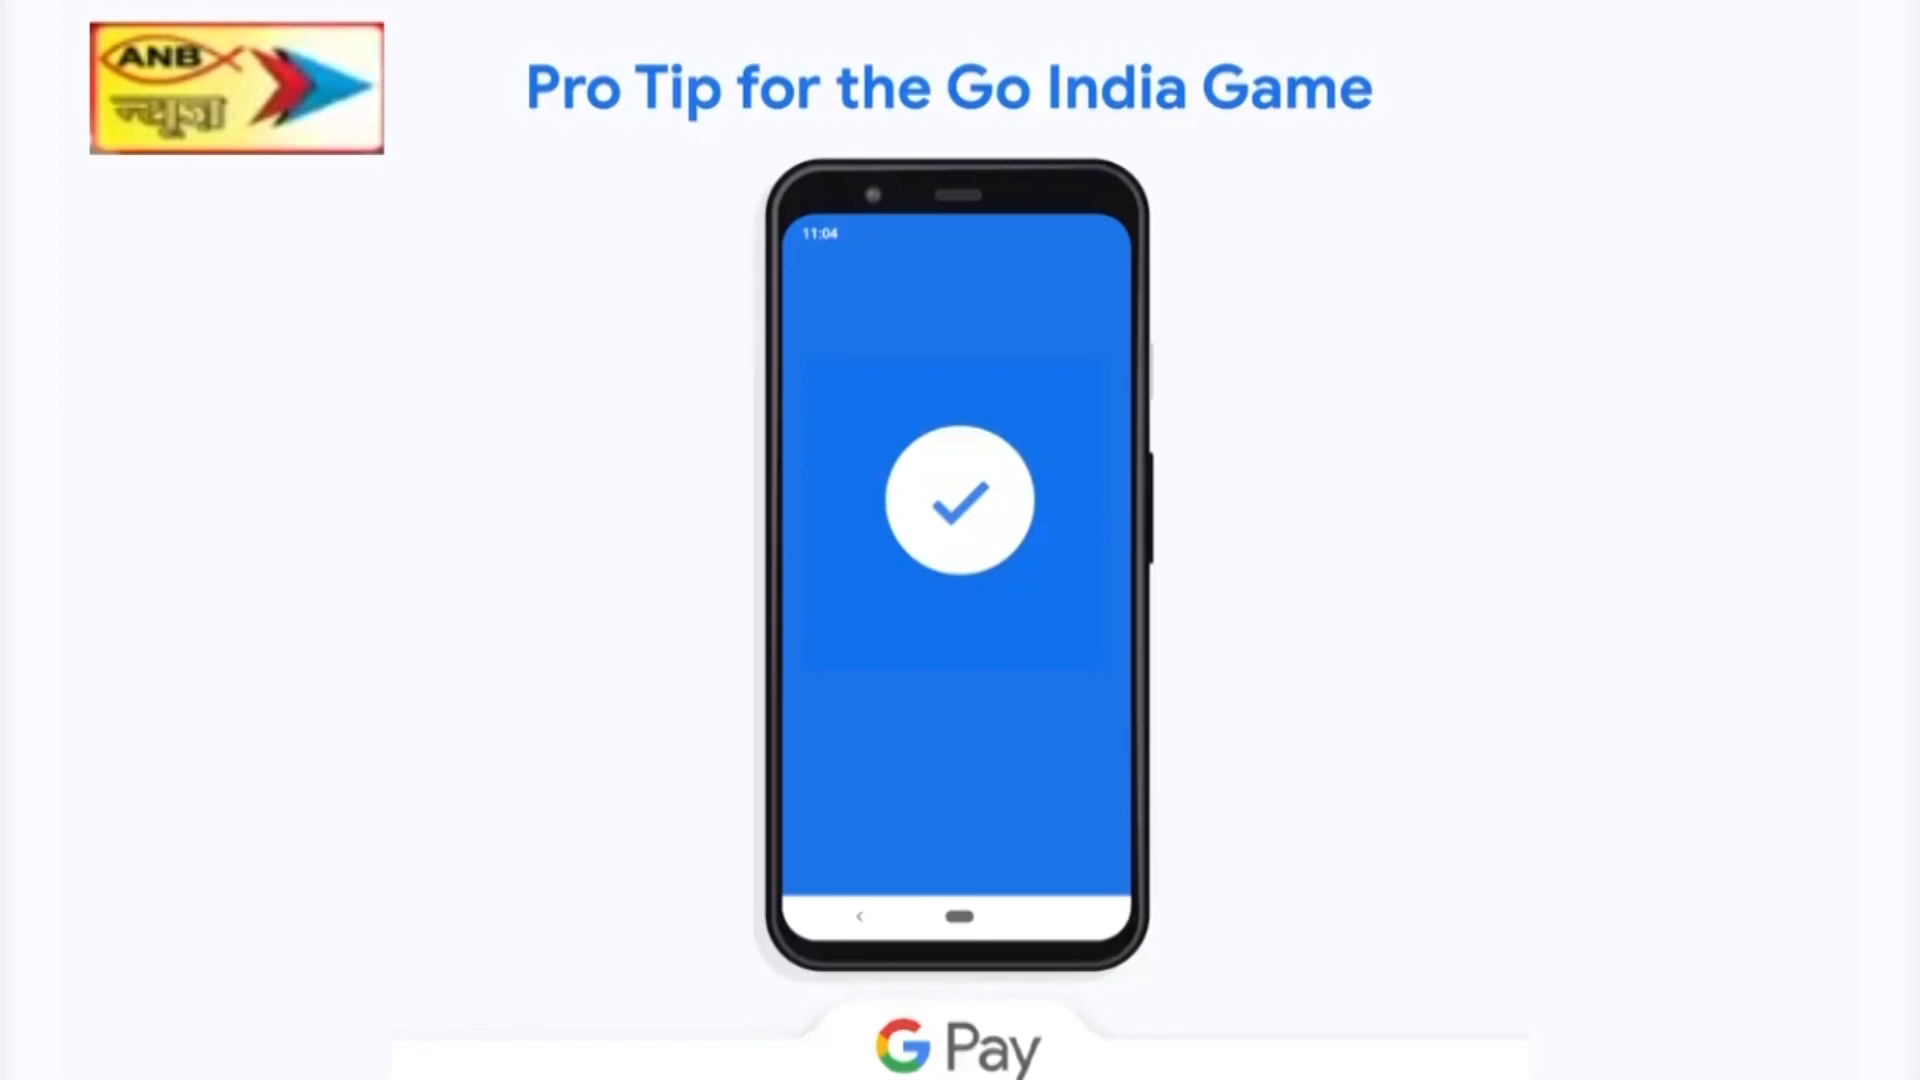 ANB
न्यूज़
Pro Tip for the Go India Game
11:04
G Pay